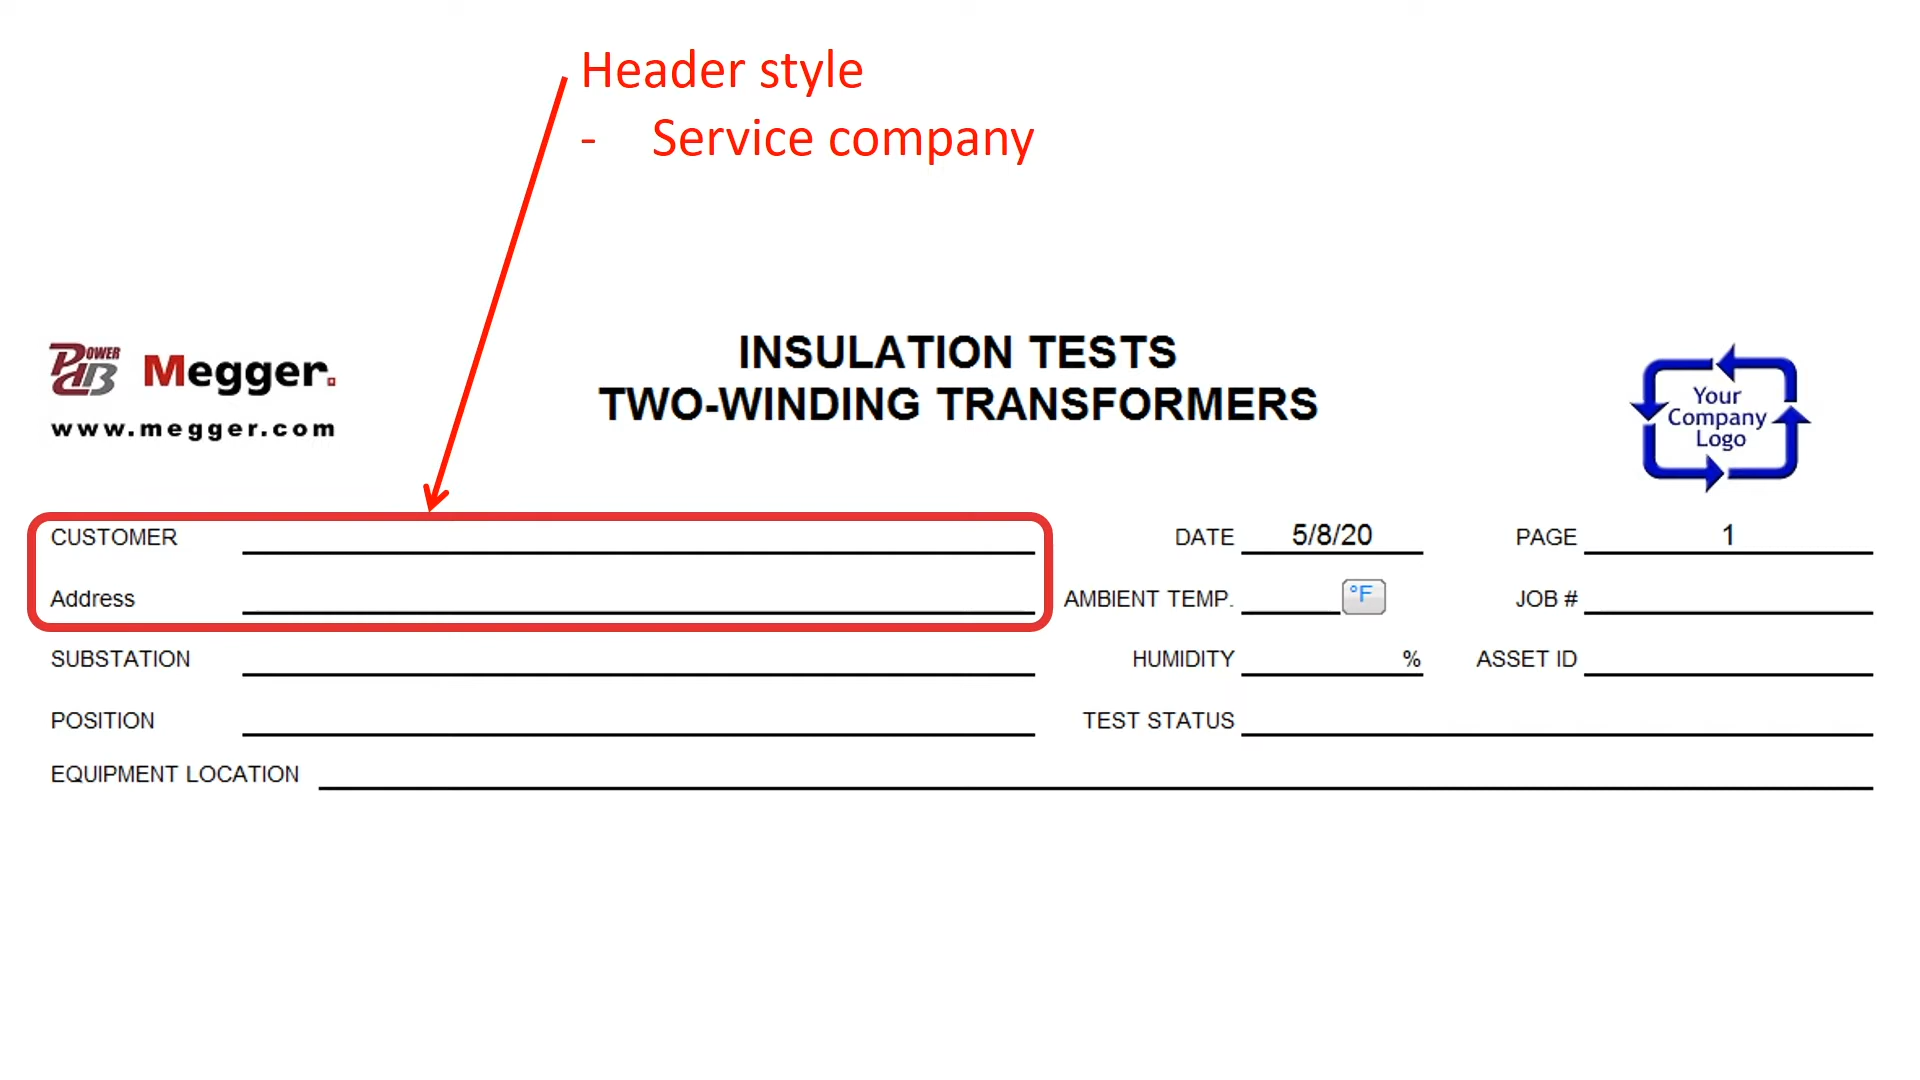 Header style
- Service company
POWER DB Megger.
www.megger.com
INSULATION TESTS
TWO-WINDING TRANSFORMERS
Your
Company
Logo
CUSTOMER
DATE 5/8/20
PAGE 1
Address
AMBIENT TEMP. °F
JOB #
SUBSTATION
HUMIDITY %
ASSET ID
POSITION
TEST STATUS
EQUIPMENT LOCATION